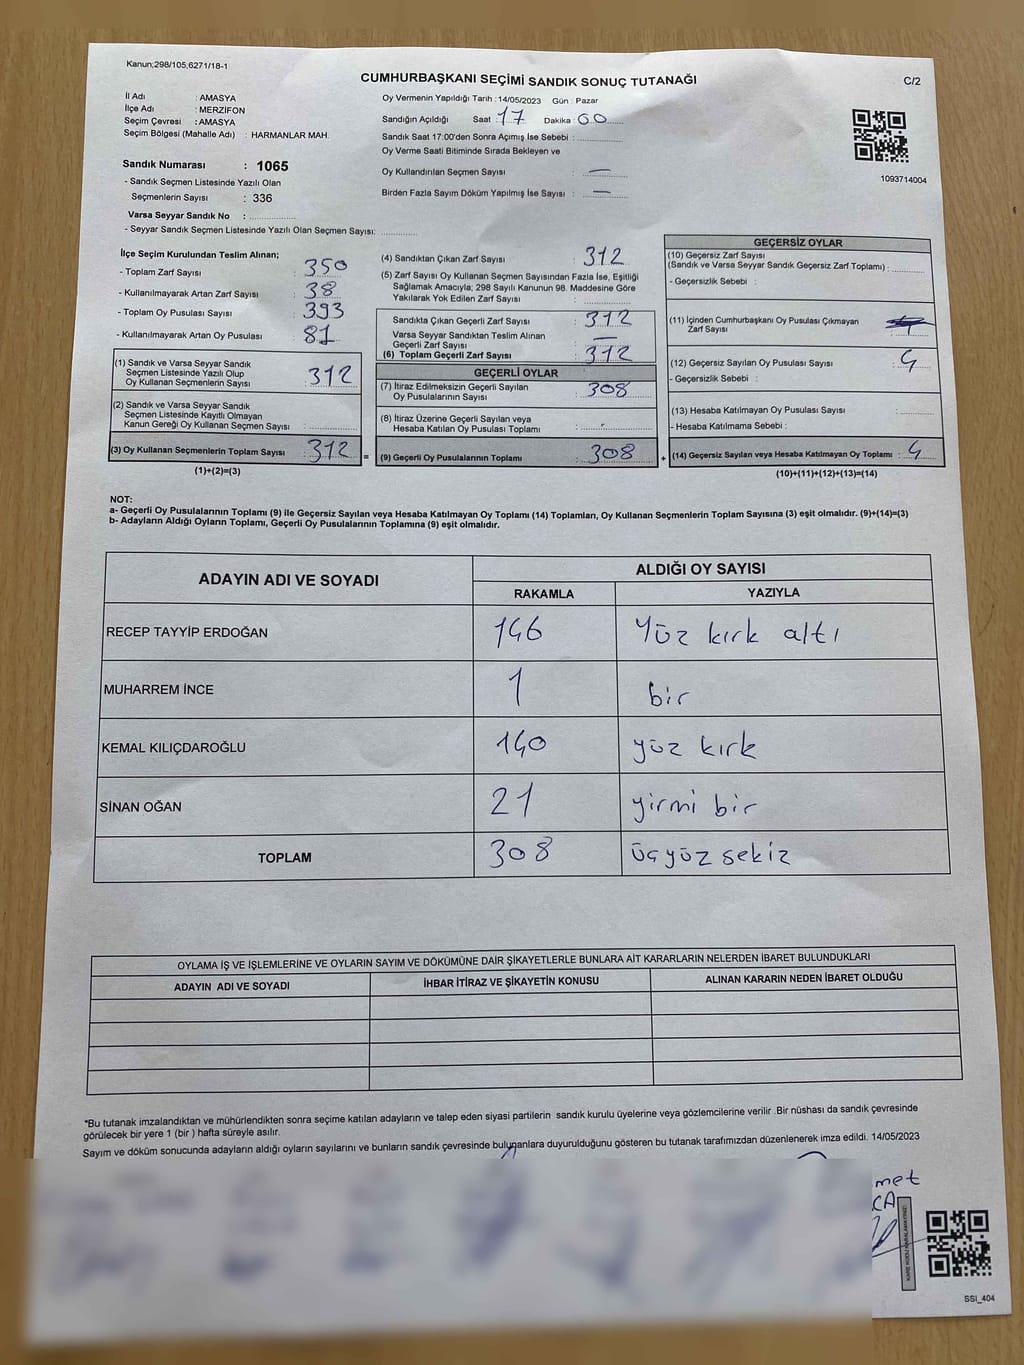 Kanun;298/105,6271/18-1
CUMHURBAŞKANI SEÇİMİ SANDIK SONUÇ TUTANAĞI
C/2
İl Adı : AMASYA
İlçe Adı : MERZİFON
Seçim Çevresi : AMASYA
Seçim Bölgesi (Mahalle Adı) : HARMANLAR MAH.
Sandık Numarası : 1065
- Sandık Seçmen Listesinde Yazılı Olan
Seçmenlerin Sayısı : 336
Varsa Seyyar Sandık No : ..............
- Seyyar Sandık Seçmen Listesinde Yazılı Olan Seçmen Sayısı: ............
Oy Vermenin Yapıldığı Tarih : 14/05/2023 Gün : Pazar
Sandığın Açıldığı Saat : 17 Dakika : 00
Sandık Saat 17:00'den Sonra Açımış İse Sebebi : ..............
Oy Verme Saati Bitiminde Sırada Bekleyen ve
Oy Kullandırılan Seçmen Sayısı : —
Birden Fazla Sayım Döküm Yapılmış İse Sayısı : —
1093714004
İlçe Seçim Kurulundan Teslim Alınan;
- Toplam Zarf Sayısı : 350
- Kullanılmayarak Artan Zarf Sayısı : 38
- Toplam Oy Pusulası Sayısı : 393
- Kullanılmayarak Artan Oy Pusulası : 81
(1) Sandık ve Varsa Seyyar Sandık
Seçmen Listesinde Yazılı Olup
Oy Kullanan Seçmenlerin Sayısı : 312
(2) Sandık ve Varsa Seyyar Sandık
Seçmen Listesinde Kayıtlı Olmayan
Kanun Gereği Oy Kullanan Seçmen Sayısı : ..............
(3) Oy Kullanan Seçmenlerin Toplam Sayısı : 312
(1)+(2)=(3)
=
(4) Sandıktan Çıkan Zarf Sayısı : 312
(5) Zarf Sayısı Oy Kullanan Seçmen Sayısından Fazla İse, Eşitliği
Sağlamak Amacıyla; 298 Sayılı Kanunun 98. Maddesine Göre
Yakılarak Yok Edilen Zarf Sayısı : ..............
Sandıkta Çıkan Geçerli Zarf Sayısı : 312
Varsa Seyyar Sandıktan Teslim Alınan
Geçerli Zarf Sayısı : —
(6) Toplam Geçerli Zarf Sayısı : 312
GEÇERLİ OYLAR
(7) İtiraz Edilmeksizin Geçerli Sayılan
Oy Pusulalarının Sayısı : 308
(8) İtiraz Üzerine Geçerli Sayılan veya
Hesaba Katılan Oy Pusulası Toplamı : ..............
(9) Geçerli Oy Pusulalarının Toplamı : 308
+
GEÇERSİZ OYLAR
(10) Geçersiz Zarf Sayısı
(Sandık ve Varsa Seyyar Sandık Geçersiz Zarf Toplamı) : ..........
- Geçersizlik Sebebi :
(11) İçinden Cumhurbaşkanı Oy Pusulası Çıkmayan
Zarf Sayısı :
(12) Geçersiz Sayılan Oy Pusulası Sayısı : 4
- Geçersizlik Sebebi :
(13) Hesaba Katılmayan Oy Pusulası Sayısı : ..........
- Hesaba Katılmama Sebebi :
(14) Geçersiz Sayılan veya Hesaba Katılmayan Oy Toplamı : 4
(10)+(11)+(12)+(13)=(14)
NOT:
a- Geçerli Oy Pusulalarının Toplamı (9) ile Geçersiz Sayılan veya Hesaba Katılmayan Oy Toplamı (14) Toplamları, Oy Kullanan Seçmenlerin Toplam Sayısına (3) eşit olmalıdır. (9)+(14)=(3)
b- Adayların Aldığı Oyların Toplamı, Geçerli Oy Pusulalarının Toplamına (9) eşit olmalıdır.
ADAYIN ADI VE SOYADI ALDIĞI OY SAYISI
RAKAMLA YAZIYLA
RECEP TAYYİP ERDOĞAN 146 Yüz kırk altı
MUHARREM İNCE 1 bir
KEMAL KILIÇDAROĞLU 140 yüz kırk
SİNAN OĞAN 21 yirmi bir
TOPLAM 308 üçyüz sekiz
OYLAMA İŞ VE İŞLEMLERİNE VE OYLARIN SAYIM VE DÖKÜMÜNE DAİR ŞİKAYETLERLE BUNLARA AİT KARARLARIN NELERDEN İBARET BULUNDUKLARI
ADAYIN ADI VE SOYADI İHBAR İTİRAZ VE ŞİKAYETİN KONUSU ALINAN KARARIN NEDEN İBARET OLDUĞU
*Bu tutanak imzalandıktan ve mühürlendikten sonra seçime katılan adayların ve talep eden siyasi partilerin sandık kurulu üyelerine veya gözlemcilerine verilir .Bir nüshası da sandık çevresinde
görülecek bir yere 1 (bir ) hafta süreyle asılır.
Sayım ve döküm sonucunda adayların aldığı oyların sayılarını ve bunların sandık çevresinde bulunanlara duyurulduğunu gösteren bu tutanak tarafımızdan düzenlenerek imza edildi. 14/05/2023
met
CA
SSI_404